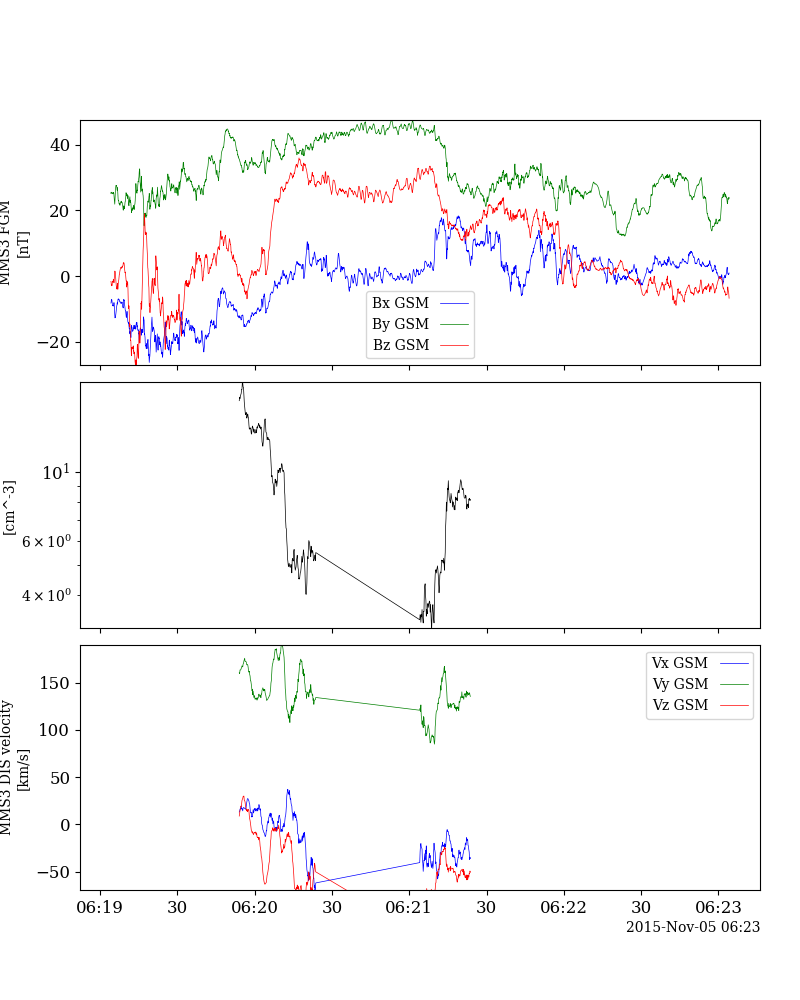 40
20
0
−20
MMS3 FGM
[nT]
Bx GSM
By GSM
Bz GSM
10¹
6 × 10⁰
4 × 10⁰
[cm^-3]
150
100
50
0
−50
MMS3 DIS velocity
[km/s]
Vx GSM
Vy GSM
Vz GSM
06:19 30 06:20 30 06:21 30 06:22 30 06:23
2015-Nov-05 06:23